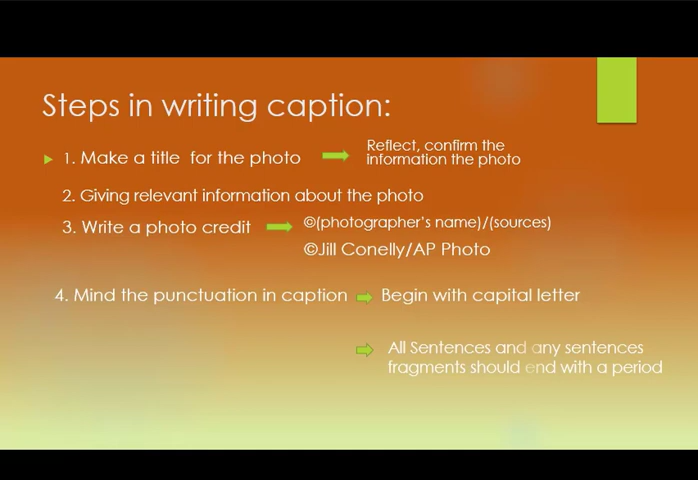 Steps in writing caption:
1. Make a title for the photo
Reflect, confirm the
information the photo
2. Giving relevant information about the photo
3. Write a photo credit
©(photographer's name)/(sources)
©Jill Conelly/AP Photo
4. Mind the punctuation in caption
Begin with capital letter
All Sentences and any sentences
fragments should end with a period